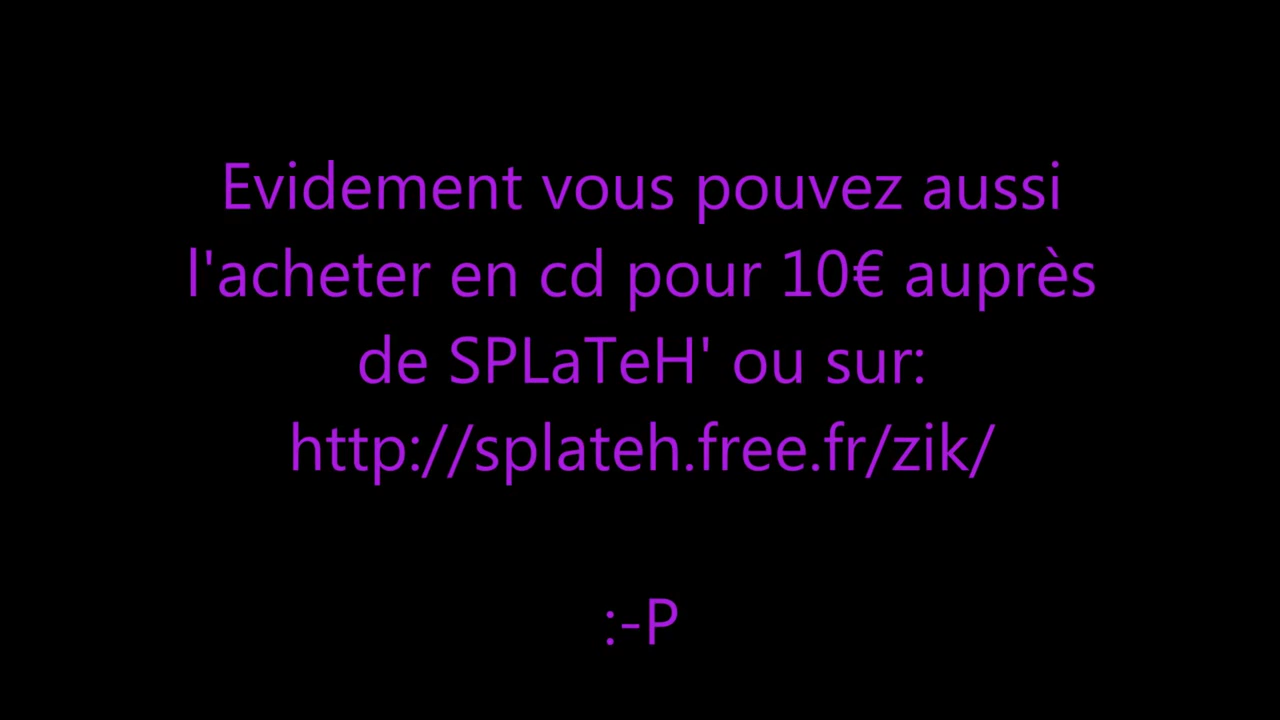 Evidement vous pouvez aussi
l'acheter en cd pour 10€ auprès
de SPLaTeH' ou sur:
http://splateh.free.fr/zik/
:-P